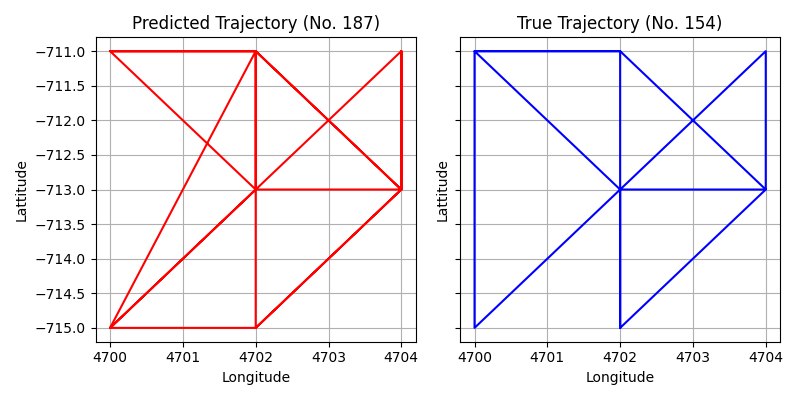 Predicted Trajectory (No. 187)
True Trajectory (No. 154)
−711.0
−711.5
−712.0
−712.5
−713.0
−713.5
−714.0
−714.5
−715.0
Lattitude
Lattitude
4700 4701 4702 4703 4704
4700 4701 4702 4703 4704
Longitude
Longitude